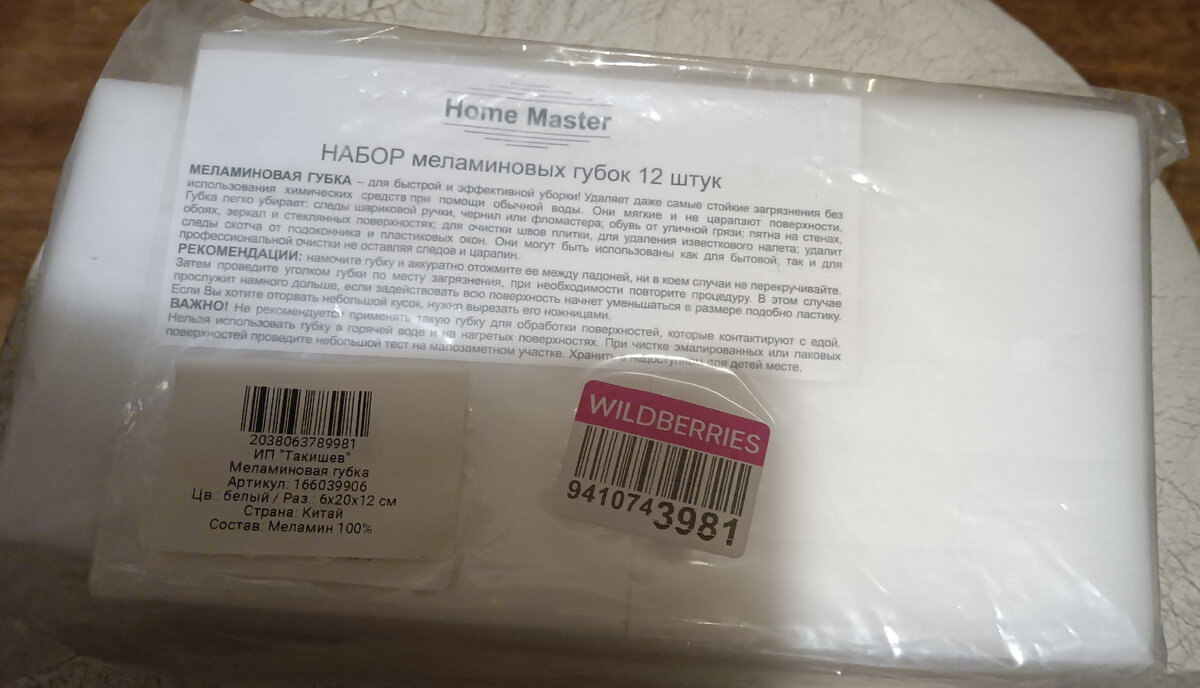 Home Master
НАБОР меламиновых губок 12 штук
МЕЛАМИНОВАЯ ГУБКА – для быстрой и эффективной уборки! Удаляет даже самые стойкие загрязнения без
использования химических средств при помощи обычной воды. Они мягкие и не царапают поверхности.
Губка легко убирает: следы шариковой ручки, чернил или фломастера; обувь от уличной грязи; пятна на стенах,
обоях, зеркал и стеклянных поверхностях; для очистки швов плитки, для удаления известкового налета; удалит
следы скотча от подоконника и пластиковых окон. Они могут быть использованы как для бытовой, так и для
профессиональной очистки не оставляя следов и царапин.
РЕКОМЕНДАЦИИ: намочите губку и аккуратно отожмите ее между ладоней, ни в коем случаи не перекручивайте.
Затем проведите уголком губки по месту загрязнения, при необходимости повторите процедуру. В этом случае
прослужит намного дольше, если задействовать всю поверхность начнет уменьшаться в размере подобно ластику.
Если Вы хотите оторвать небольшой кусок, нужно вырезать его ножницами.
ВАЖНО! Не рекомендуется применять такую губку для обработки поверхностей, которые контактируют с едой.
Нельзя использовать губку в горячей воде и на нагретых поверхностях. При чистке эмалированных или лаковых
поверхностей проведите небольшой тест на малозаметном участке. Хранить в недоступном для детей месте.
2038063789981
ИП "Такишев"
Меламиновая губка
Артикул: 166039906
Цв.: белый / Раз.: 6x20x12 см
Страна: Китай
Состав: Меламин 100%
WILDBERRIES
9410743981